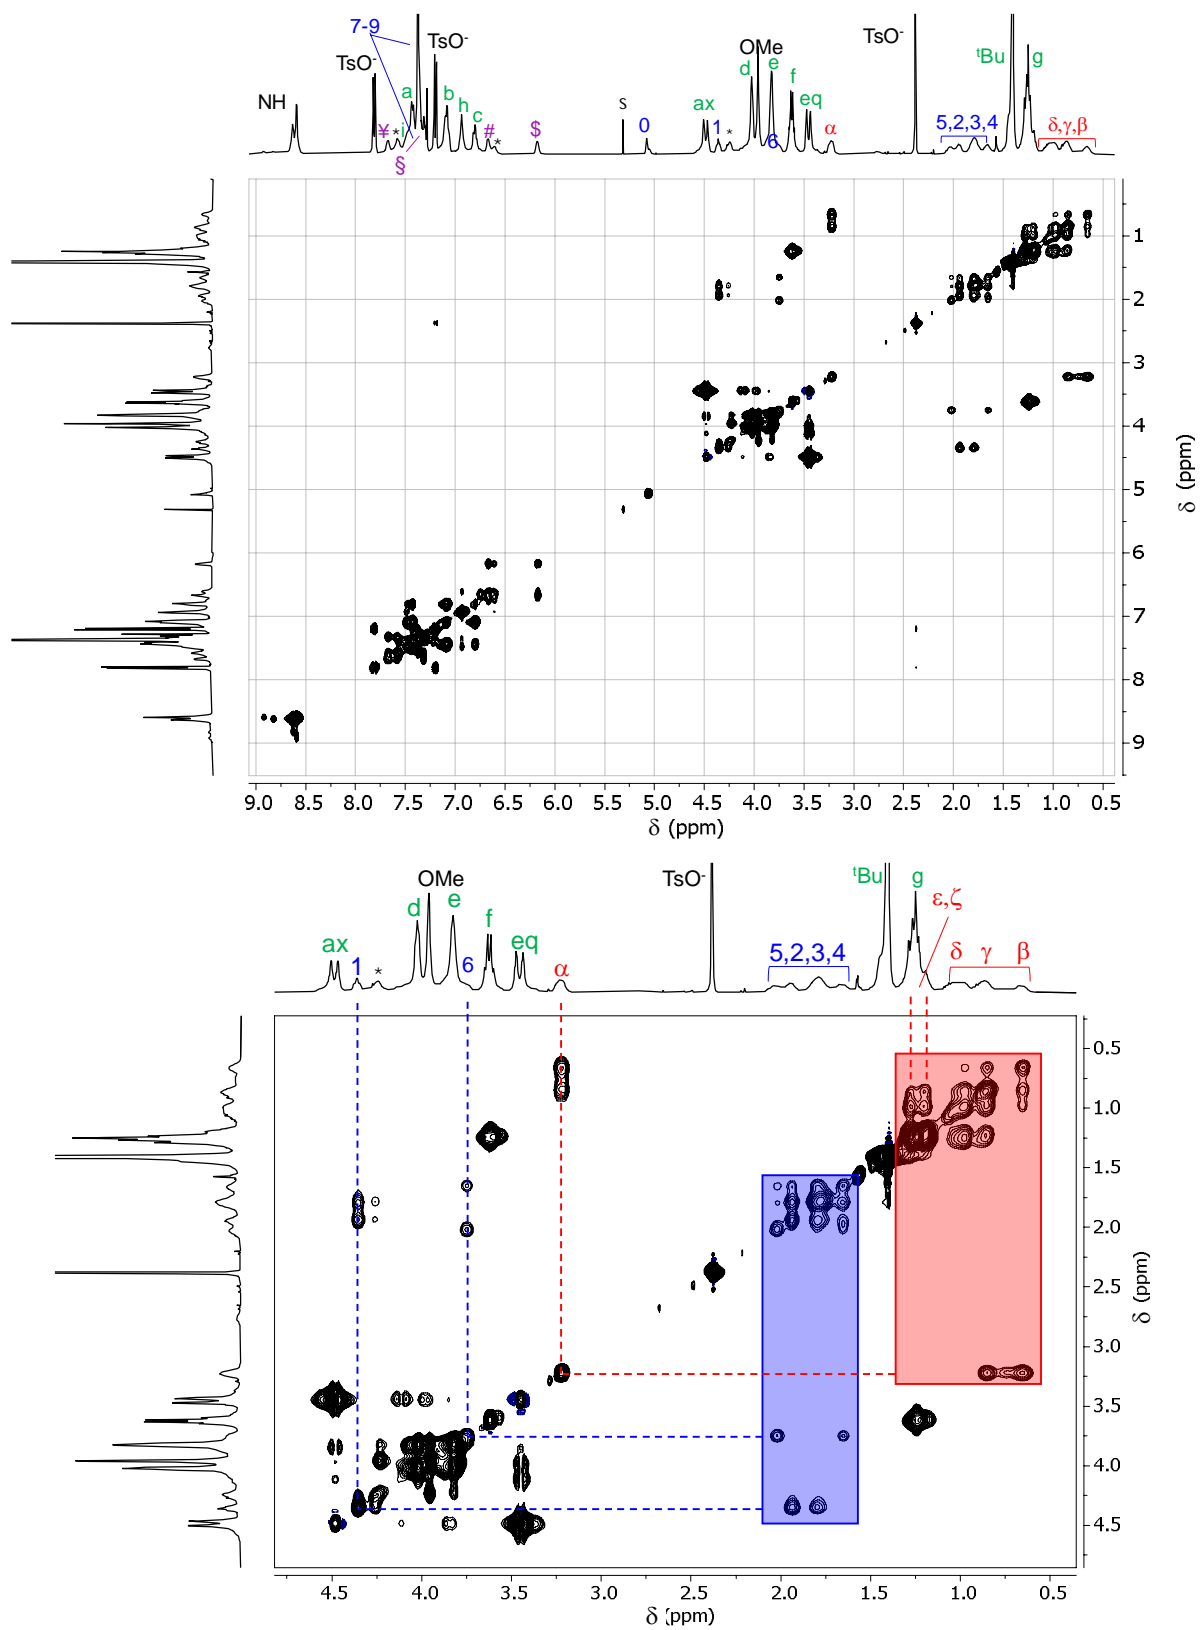 7-9
TsO-
TsO-
OMe
TsO-
tBu
NH
¥
*
i
a
§
b
h
c
#
*
$
S
0
ax
1
*
d
e
6
f
eq
α
5,2,3,4
g
δ,γ,β
1
2
3
4
5
6
7
8
9
δ (ppm)
9.0 8.5 8.0 7.5 7.0 6.5 6.0 5.5 5.0 4.5 4.0 3.5 3.0 2.5 2.0 1.5 1.0 0.5
δ (ppm)
OMe
TsO-
tBu
g
ε,ζ
ax
1
*
d
e
6
f
eq
α
5,2,3,4
δ γ β
0.5
1.0
1.5
2.0
2.5
3.0
3.5
4.0
4.5
δ (ppm)
4.5 4.0 3.5 3.0 2.5 2.0 1.5 1.0 0.5
δ (ppm)